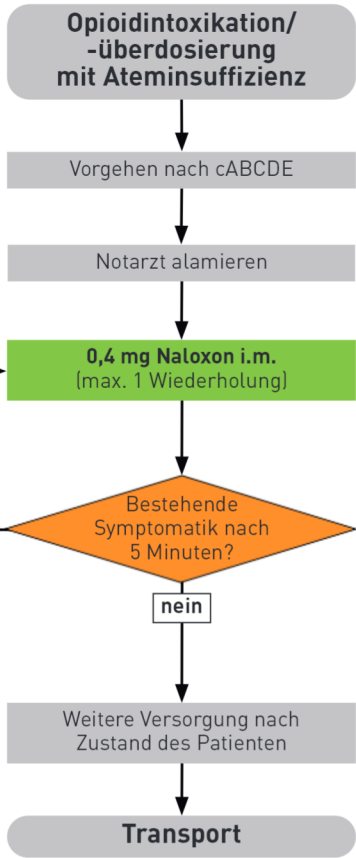 Opioidintoxikation/
-überdosierung
mit Ateminsuffizienz
Vorgehen nach cABCDE
Notarzt alamieren
0,4 mg Naloxon i.m.
(max. 1 Wiederholung)
Bestehende
Symptomatik nach
5 Minuten?
nein
Weitere Versorgung nach
Zustand des Patienten
Transport